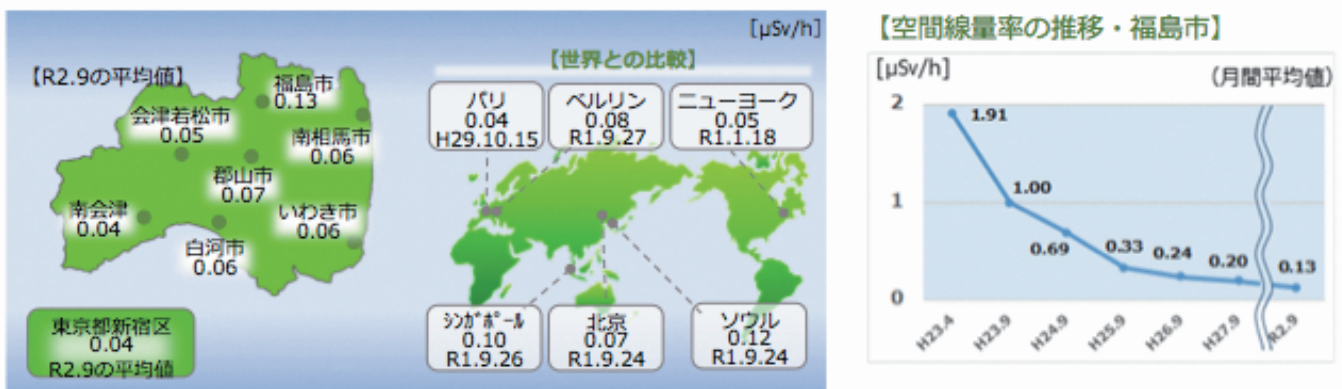 [μSv/h]
【R2.9の平均値】
福島市
0.13
会津若松市
0.05
南相馬市
0.06
郡山市
0.07
南会津
0.04
いわき市
0.06
白河市
0.06
東京都新宿区
0.04
R2.9の平均値
【世界との比較】
パリ
0.04
H29.10.15
ベルリン
0.08
R1.9.27
ニューヨーク
0.05
R1.1.18
ｼﾝｶﾞﾎﾟｰﾙ
0.10
R1.9.26
北京
0.07
R1.9.24
ソウル
0.12
R1.9.24
【空間線量率の推移・福島市】
[μSv/h]
(月間平均値)
2
1
0
1.91
1.00
0.69
0.33
0.24
0.20
0.13
H23.4
H23.9
H24.9
H25.9
H26.9
H27.9
R2.9